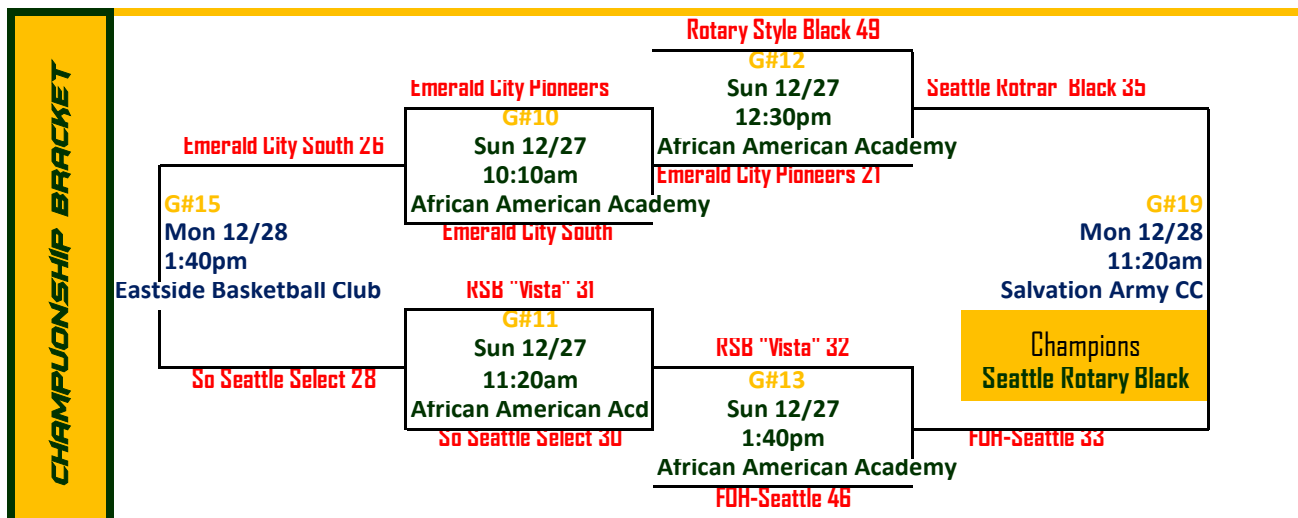 CHAMPUONSHIP BRACKET
Rotary Style Black 49
G#12
Sun 12/27
12:30pm
African American Academy
Emerald City Pioneers 21
Emerald City Pioneers
G#10
Sun 12/27
10:10am
African American Academy
Emerald City South
Seattle Rotrar Black 35
Emerald City South 26
G#15
Mon 12/28
1:40pm
Eastside Basketball Club
So Seattle Select 28
G#19
Mon 12/28
11:20am
Salvation Army CC
Champions
Seattle Rotary Black
FOH-Seattle 33
RSB "Vista" 31
G#11
Sun 12/27
11:20am
African American Acd
So Seattle Select 30
RSB "Vista" 32
G#13
Sun 12/27
1:40pm
African American Academy
FOH-Seattle 46